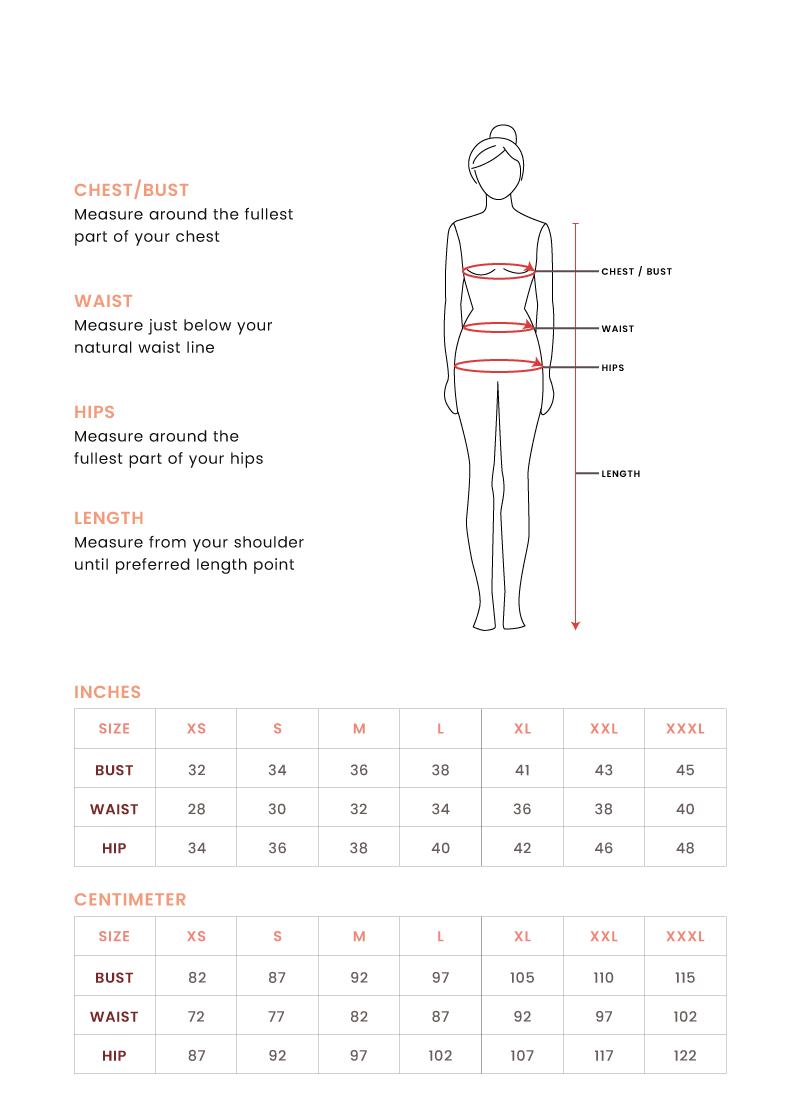 CHEST/BUST
Measure around the fullest
part of your chest
WAIST
Measure just below your
natural waist line
HIPS
Measure around the
fullest part of your hips
LENGTH
Measure from your shoulder
until preferred length point
CHEST / BUST
WAIST
HIPS
LENGTH
INCHES
SIZE XS S M L XL XXL XXXL
BUST 32 34 36 38 41 43 45
WAIST 28 30 32 34 36 38 40
HIP 34 36 38 40 42 46 48
CENTIMETER
SIZE XS S M L XL XXL XXXL
BUST 82 87 92 97 105 110 115
WAIST 72 77 82 87 92 97 102
HIP 87 92 97 102 107 117 122